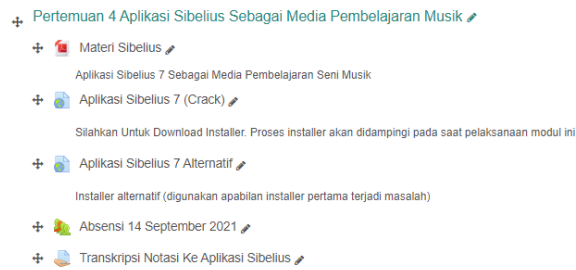 Pertemuan 4 Aplikasi Sibelius Sebagai Media Pembelajaran Musik
Materi Sibelius
Aplikasi Sibelius 7 Sebagai Media Pembelajaran Seni Musik
Aplikasi Sibelius 7 (Crack)
Silahkan Untuk Download Installer. Proses installer akan didampingi pada saat pelaksanaan modul ini
Aplikasi Sibelius 7 Alternatif
Installer alternatif (digunakan apabilan installer pertama terjadi masalah)
Absensi 14 September 2021
Transkripsi Notasi Ke Aplikasi Sibelius